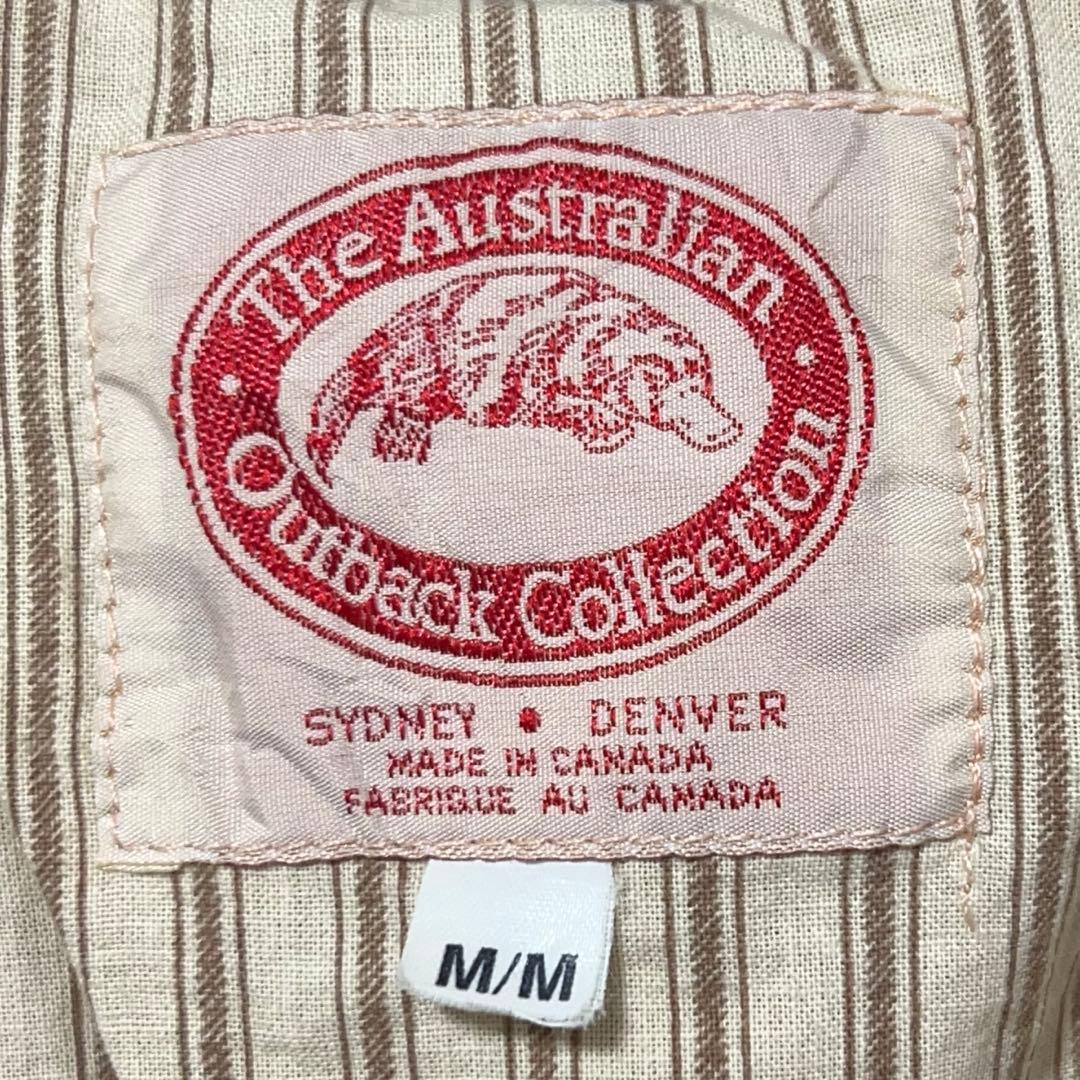 The Australian
Outback Collection
SYDNEY • DENVER
MADE IN CANADA
FABRIQUE AU CANADA
M/M